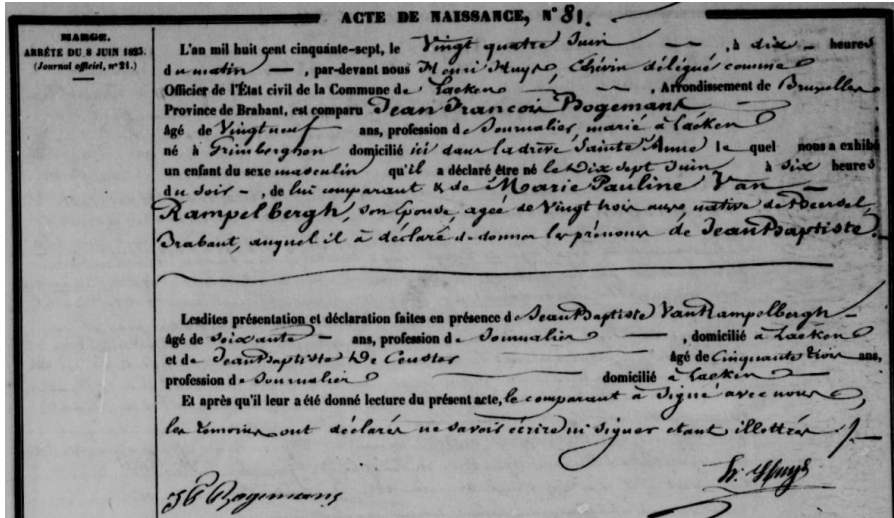 ACTE DE NAISSANCE, N° 81.
MARGE.
ARRÊTÉ DU 8 JUIN 1823.
(Journal officiel, n° 21.)
L'an mil huit cent cinquante-sept, le Vingt quatre Juin — , à dix — heures
du matin — , par-devant nous Henri Huys, Echevin délégué comme
Officier de l'État civil de la Commune de Laeken — , Arrondissement de Bruxelles
Province de Brabant, est comparu Jean François Bogemans
âgé de Vingt neuf — ans, profession de Journalier, marié à Laeken
né à Grimberghen domicilié ici dans la drève Sainte Anne le quel nous a exhibé
un enfant du sexe masculin qu'il a déclaré être né le Dix sept Juin à Six heures
du Soir — , de lui comparant & de Marie Pauline Van
Rampelbergh, son Epouse, agée de Vingt trois ans, native de Beersel,
Brabant, auquel il à déclaré de donner les prénoms de Jean Baptiste. —
Lesdites présentation et déclaration faites en présence de Jean Baptiste Van Rampelbergh —
âgé de Soixante — ans, profession de Journalier , domicilié à Laeken
et de Jean Baptiste De Ceuster âgé de Cinquante trois ans,
profession de Journalier domicilié à Laeken
Et après qu'il leur a été donné lecture du présent acte, le comparant à Signé avec nous,
les témoins ont déclarés ne savoir écrire ni signer etant illettrés
h. Huys
J F Bogemans